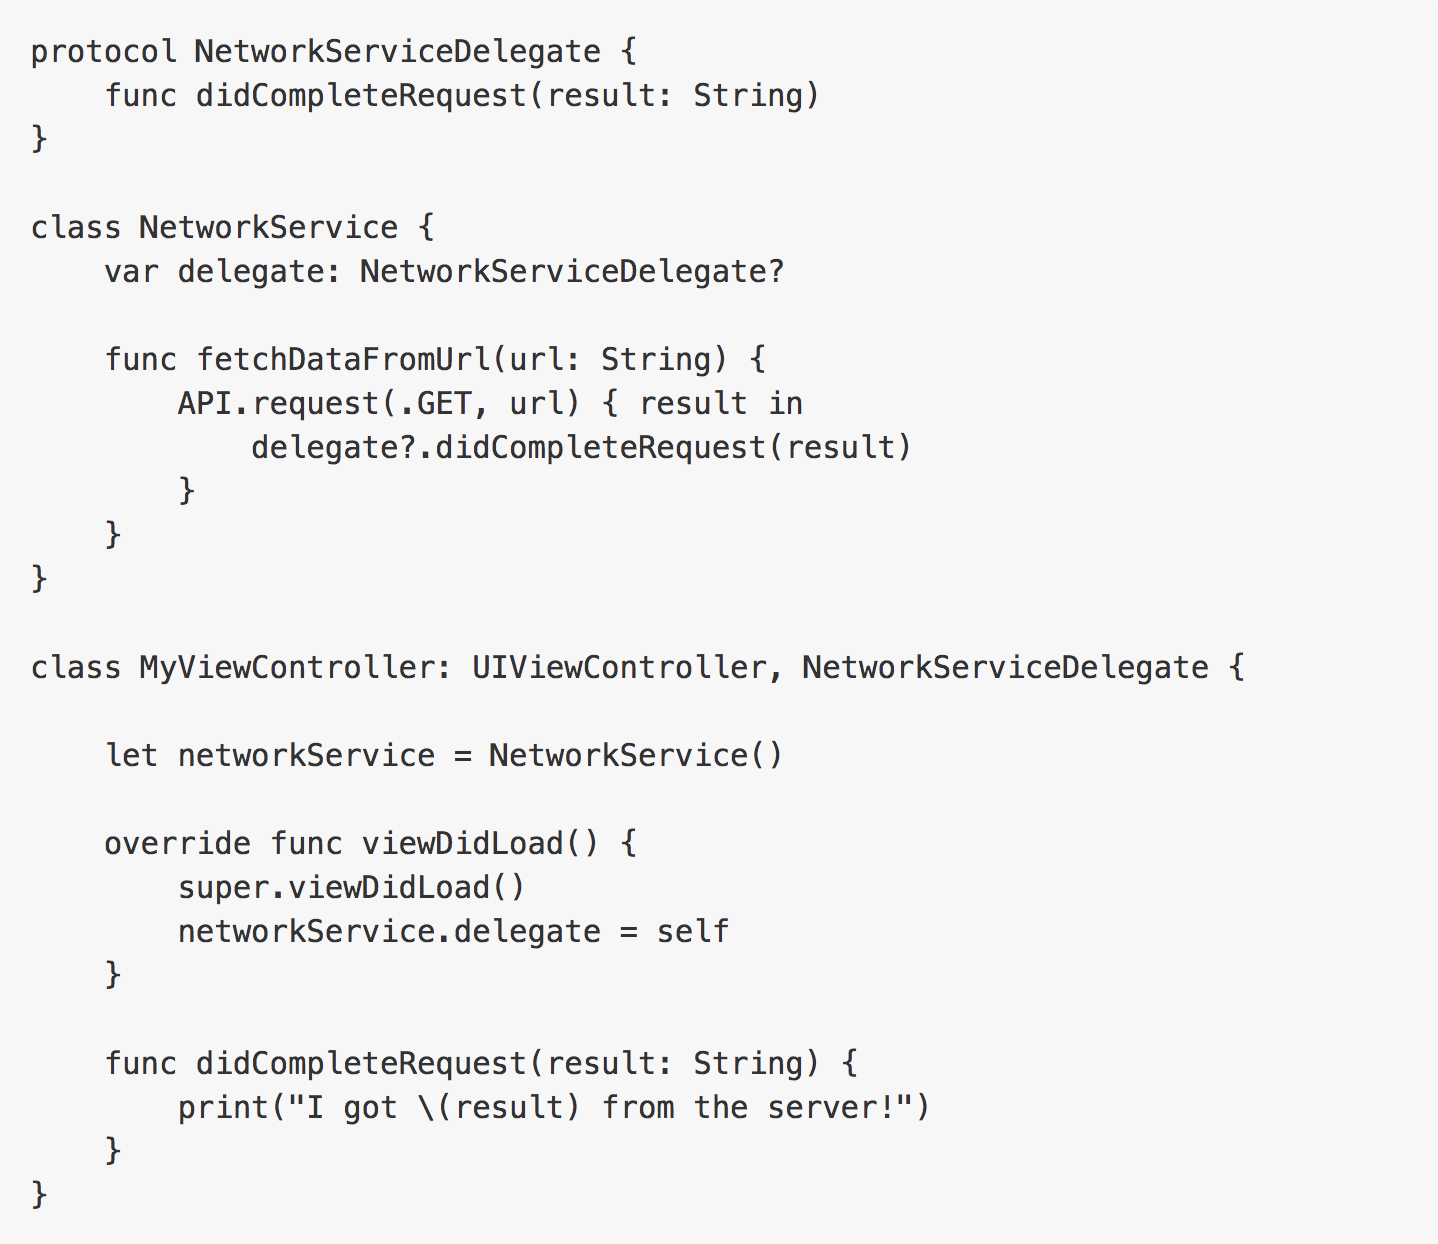 protocol NetworkServiceDelegate {
    func didCompleteRequest(result: String)
}

class NetworkService {
    var delegate: NetworkServiceDelegate?

    func fetchDataFromUrl(url: String) {
        API.request(.GET, url) { result in
            delegate?.didCompleteRequest(result)
        }
    }
}

class MyViewController: UIViewController, NetworkServiceDelegate {

    let networkService = NetworkService()

    override func viewDidLoad() {
        super.viewDidLoad()
        networkService.delegate = self
    }

    func didCompleteRequest(result: String) {
        print("I got \(result) from the server!")
    }
}